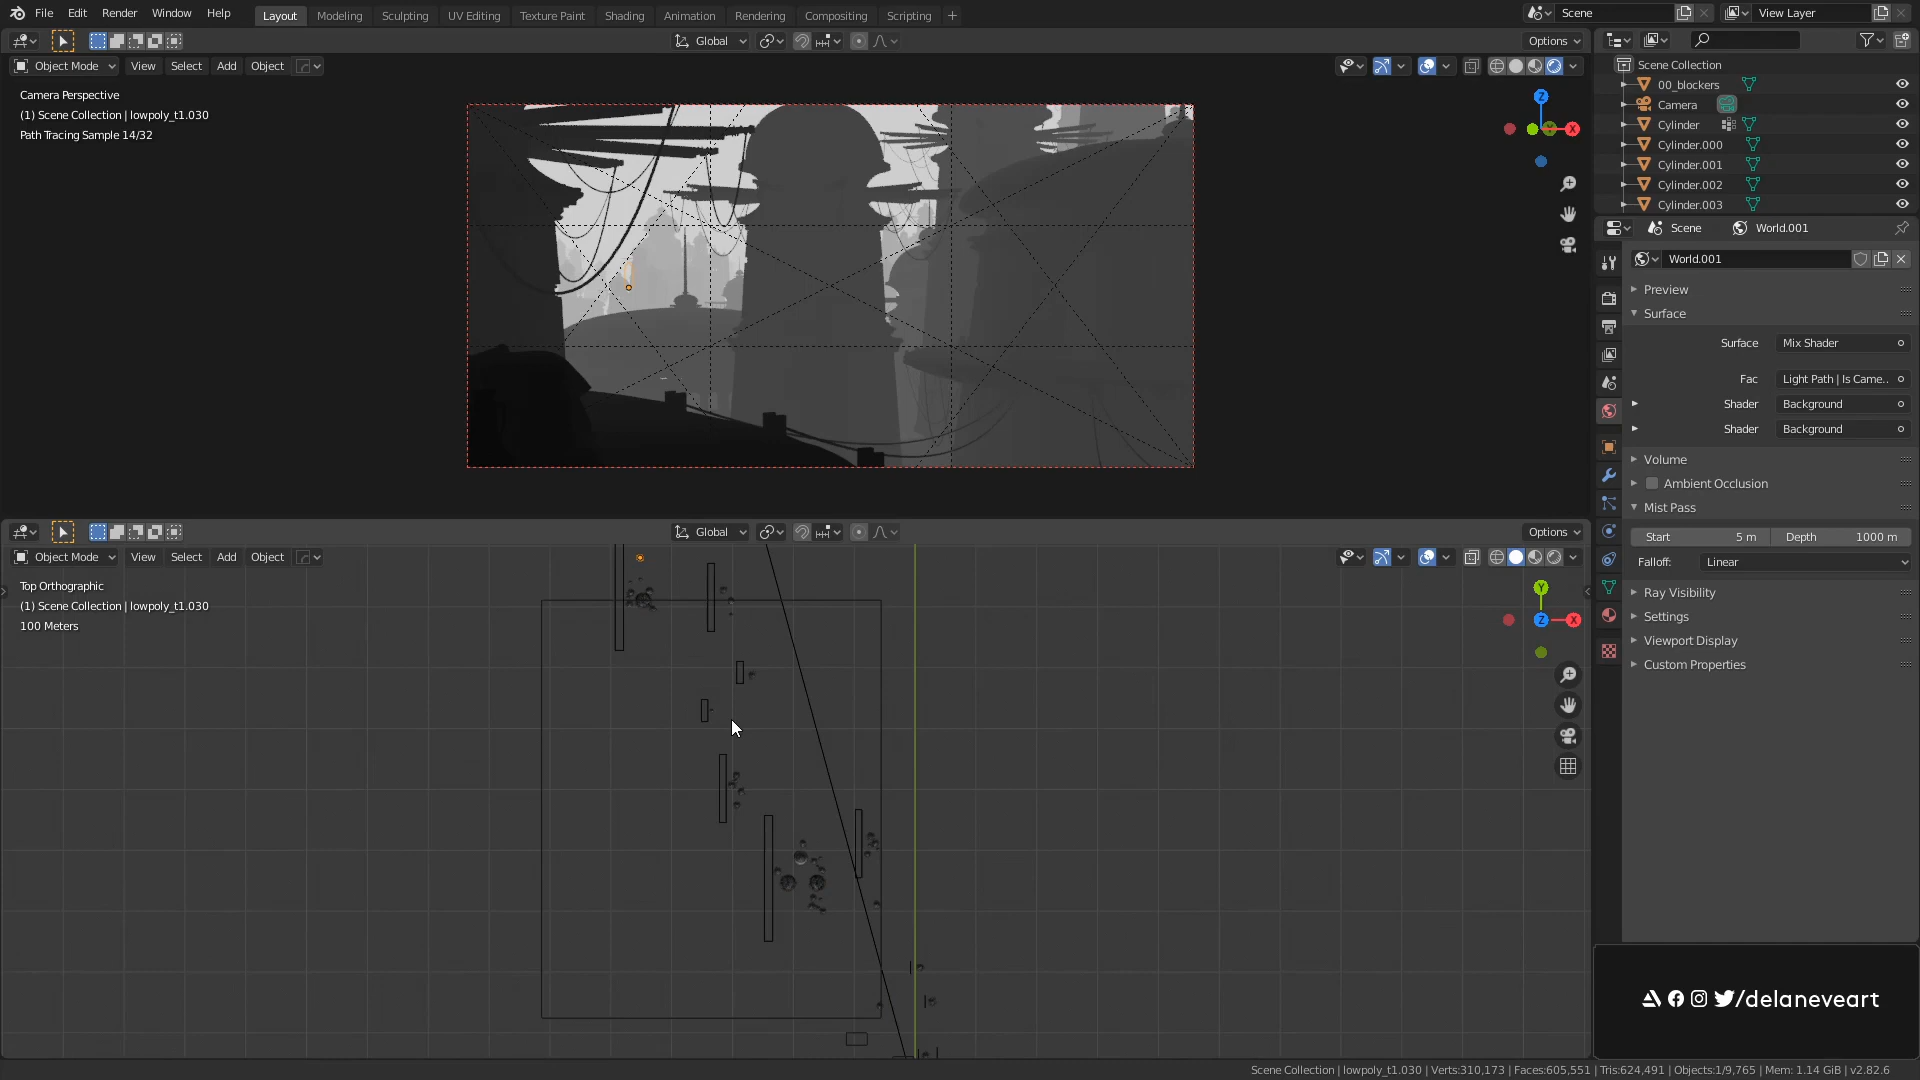 File Edit Render Window Help Layout Modeling Sculpting UV Editing Texture Paint Shading Animation Rendering Compositing Scripting + Scene View Layer
Global Options
Object Mode View Select Add Object
Camera Perspective
(1) Scene Collection | lowpoly_t1.030
Path Tracing Sample 14/32
Z
X
Scene Collection
00_blockers
Camera
Cylinder
Cylinder.000
Cylinder.001
Cylinder.002
Cylinder.003
Scene World.001
World.001
Preview
Surface
Surface Mix Shader
Fac Light Path | Is Came..
Shader Background
Shader Background
Volume
Ambient Occlusion
Mist Pass
Start 5 m Depth 1000 m
Falloff: Linear
Ray Visibility
Settings
Viewport Display
Custom Properties
Global Options
Object Mode View Select Add Object
Top Orthographic
(1) Scene Collection | lowpoly_t1.030
100 Meters
Y
Z X
/delaneveart
Scene Collection | lowpoly_t1.030 | Verts:310,173 | Faces:605,551 | Tris:624,491 | Objects:1/9,765 | Mem: 1.14 GiB | v2.82.6